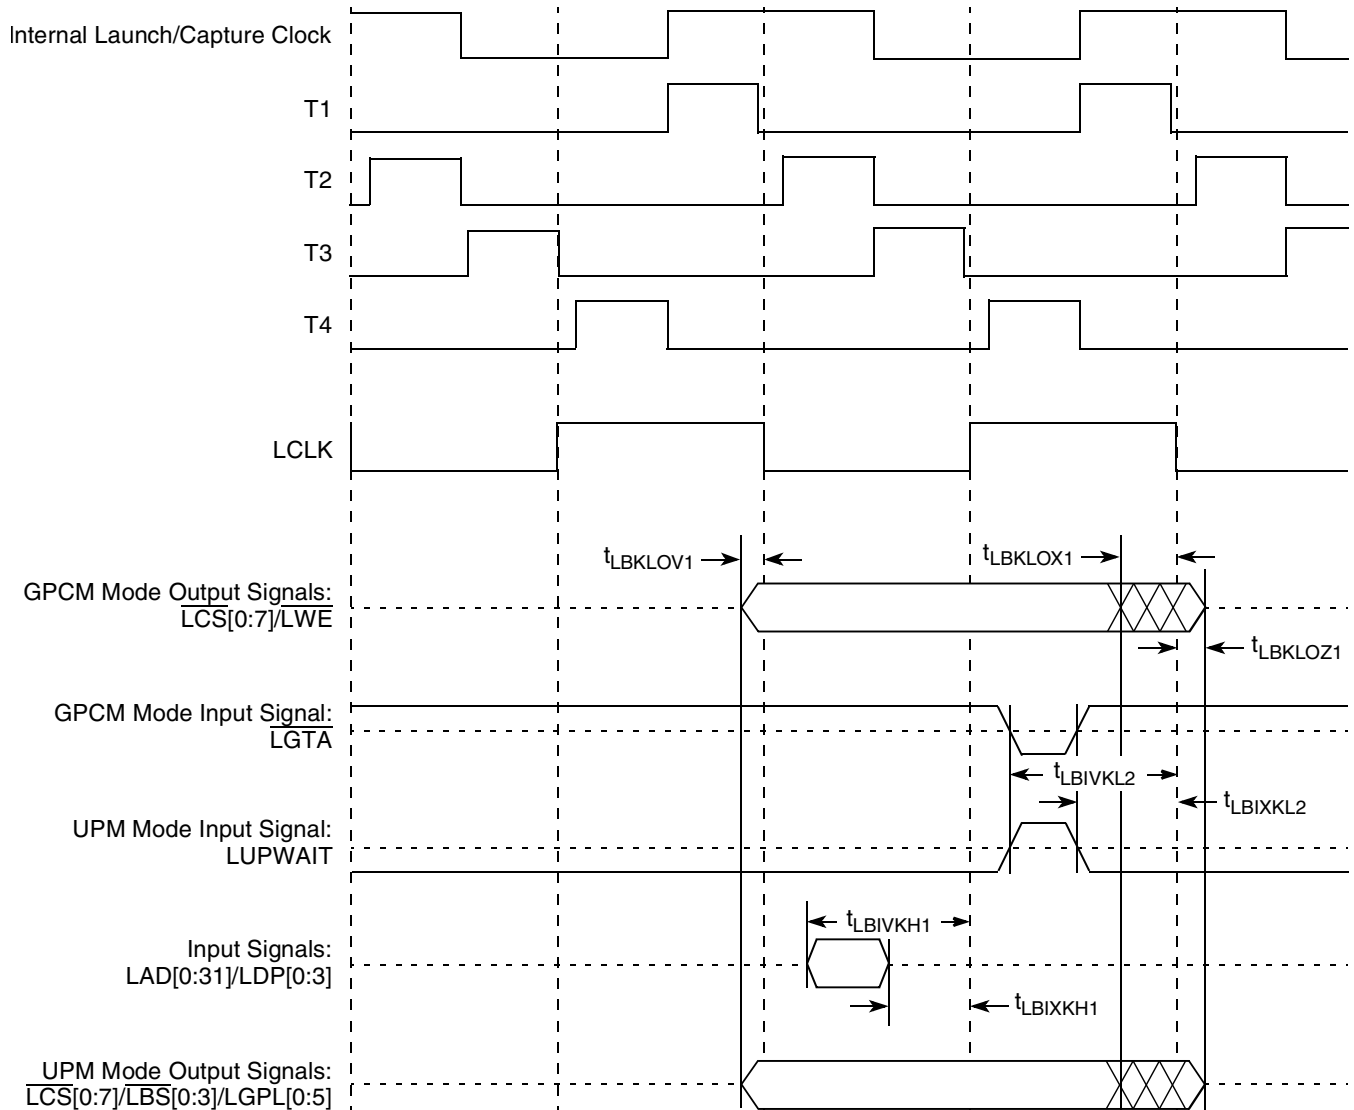 Internal Launch/Capture Clock
T1
T2
T3
T4
LCLK
tLBKLOV1
tLBKLOX1
GPCM Mode Output Signals:
LCS[0:7]/LWE
tLBKLOZ1
GPCM Mode Input Signal:
LGTA
tLBIVKL2
tLBIXKL2
UPM Mode Input Signal:
LUPWAIT
tLBIVKH1
Input Signals:
LAD[0:31]/LDP[0:3]
tLBIXKH1
UPM Mode Output Signals:
LCS[0:7]/LBS[0:3]/LGPL[0:5]